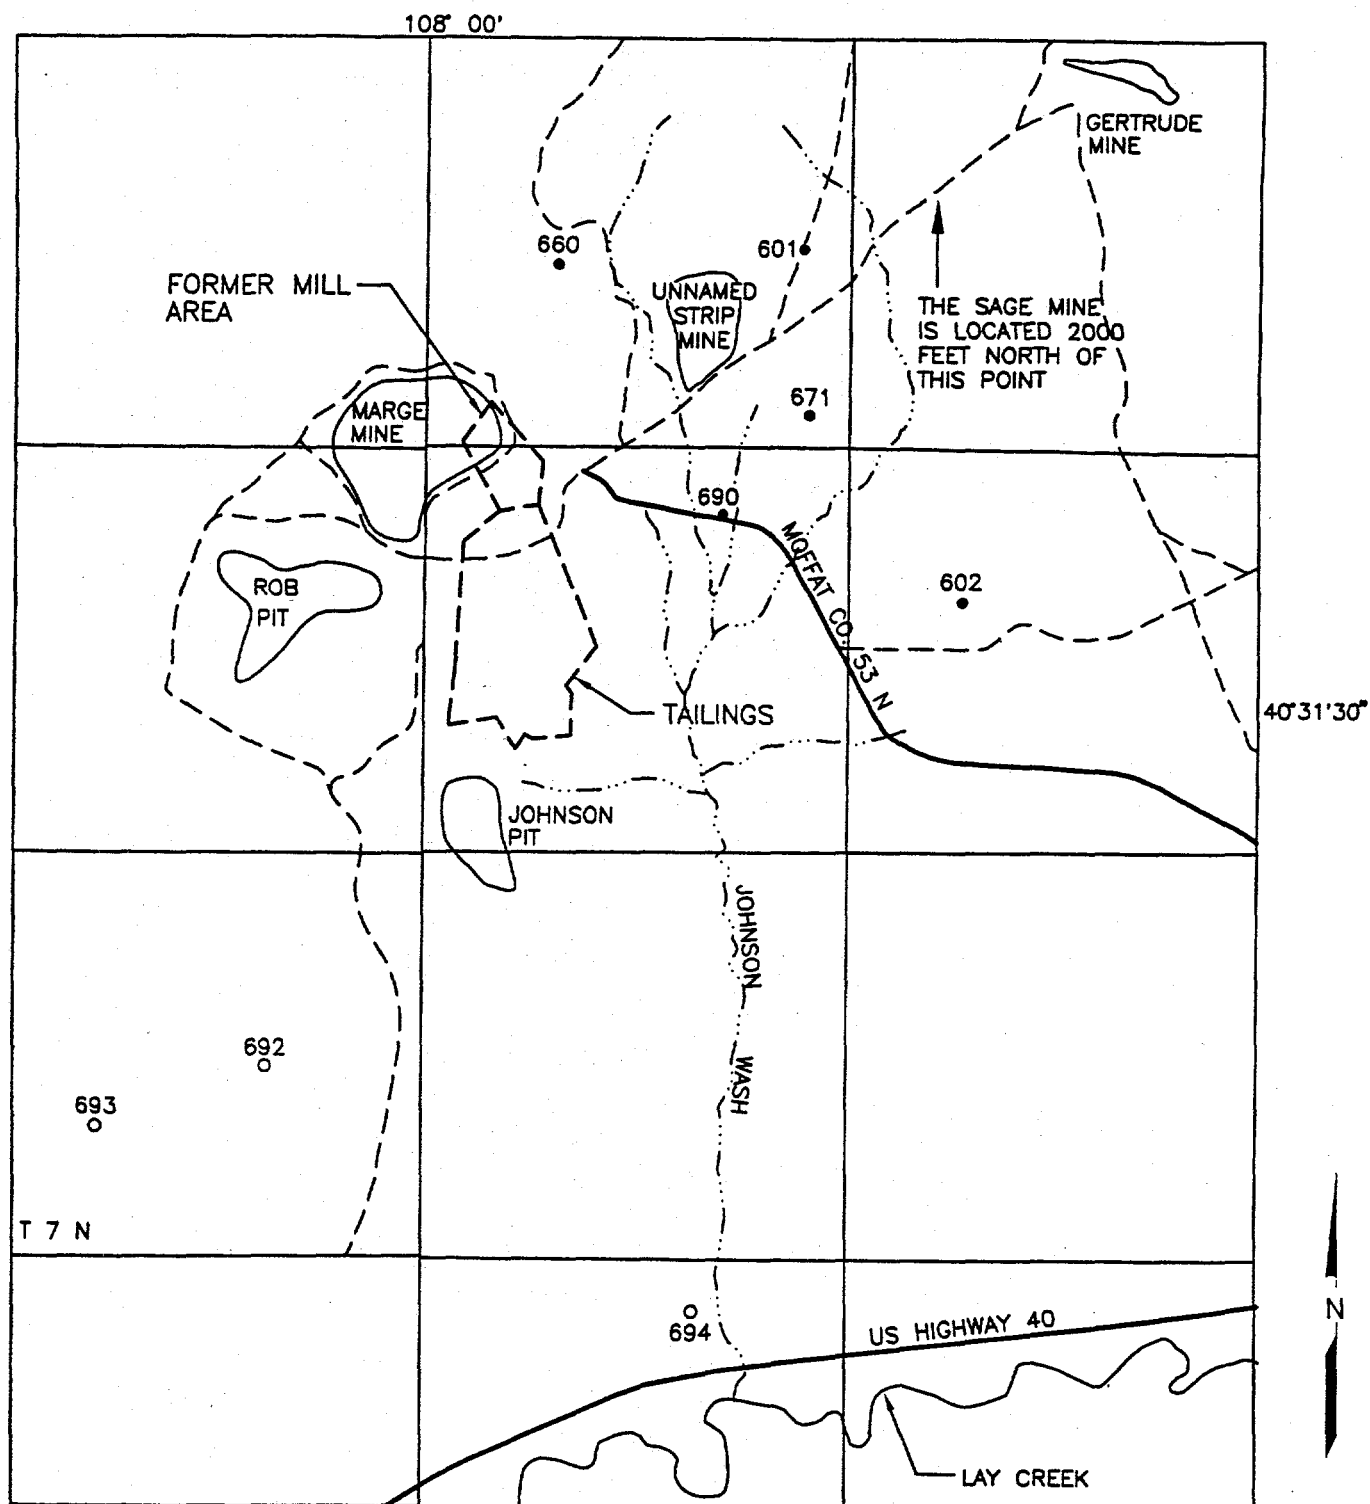 108° 00'
GERTRUDE
MINE
660
601
FORMER MILL
AREA
UNNAMED
STRIP
MINE
THE SAGE MINE
IS LOCATED 2000
FEET NORTH OF
THIS POINT
671
MARGE
MINE
690
MOFFAT CO. 53 N
602
ROB
PIT
TAILINGS
40°31'30"
JOHNSON
PIT
JOHNSON WASH
692
693
T 7 N
694
US HIGHWAY 40
N
LAY CREEK